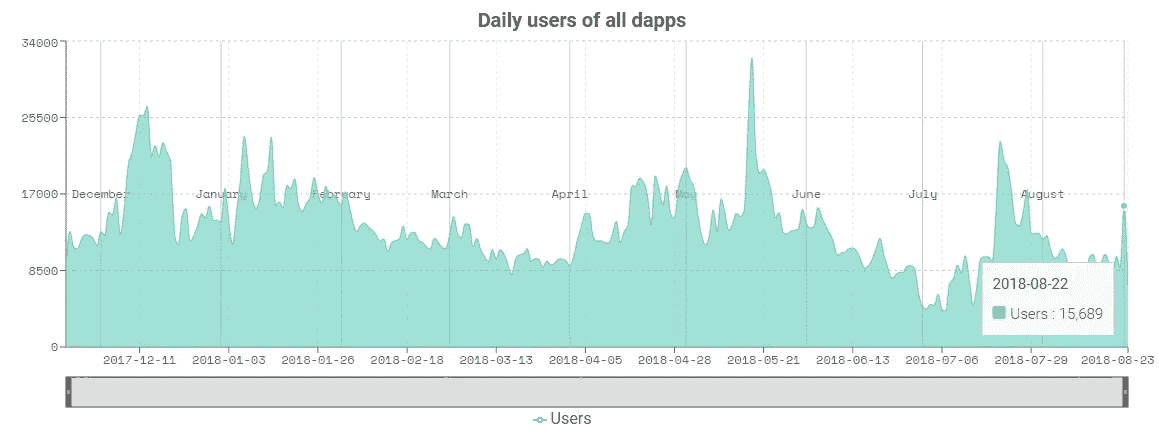 Daily users of all dapps
34000
25500
17000
8500
0
December January February March April May June July August
2018-08-22
Users : 15,689
2017-12-11 2018-01-03 2018-01-26 2018-02-18 2018-03-13 2018-04-05 2018-04-28 2018-05-21 2018-06-13 2018-07-06 2018-07-29 2018-08-23
Users